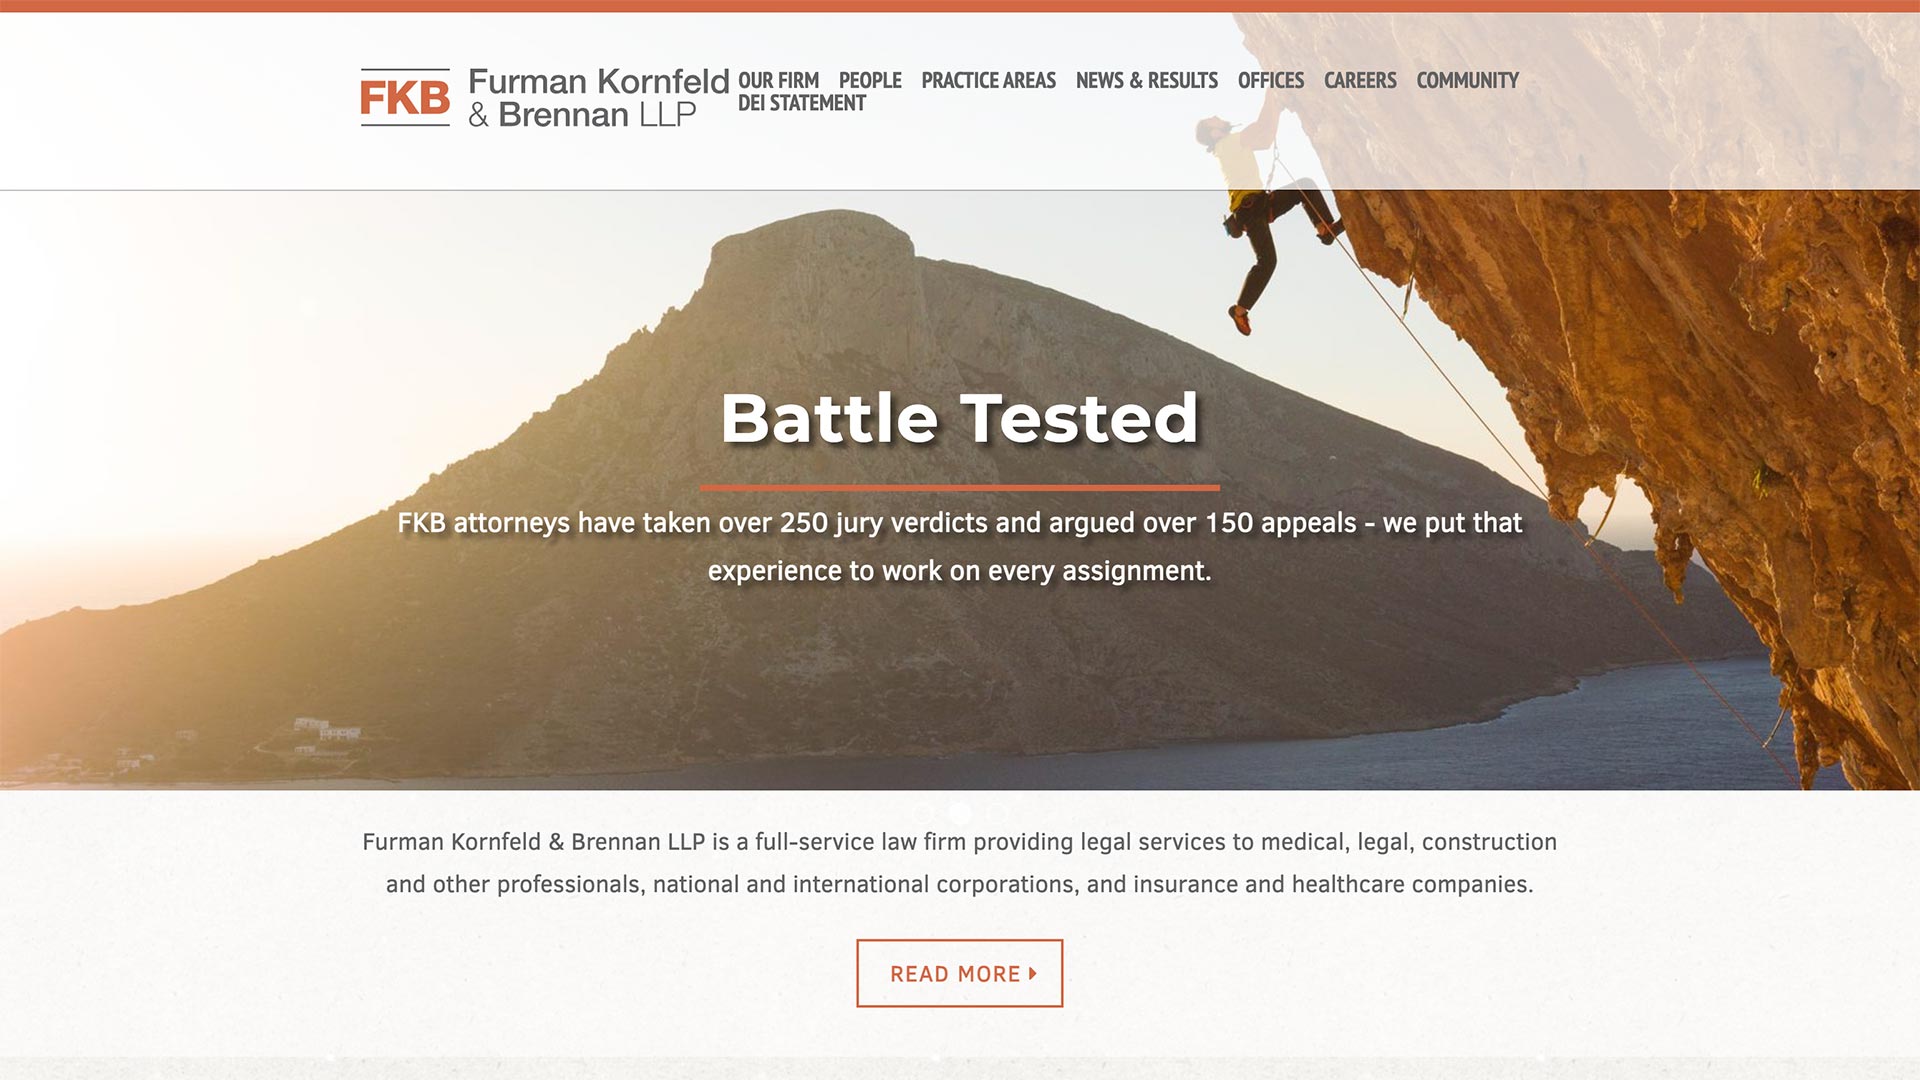 FKB
Furman Kornfeld
& Brennan LLP
OUR FIRM PEOPLE PRACTICE AREAS NEWS & RESULTS OFFICES CAREERS COMMUNITY
DEI STATEMENT
Battle Tested
FKB attorneys have taken over 250 jury verdicts and argued over 150 appeals - we put that
experience to work on every assignment.
Furman Kornfeld & Brennan LLP is a full-service law firm providing legal services to medical, legal, construction
and other professionals, national and international corporations, and insurance and healthcare companies.
READ MORE